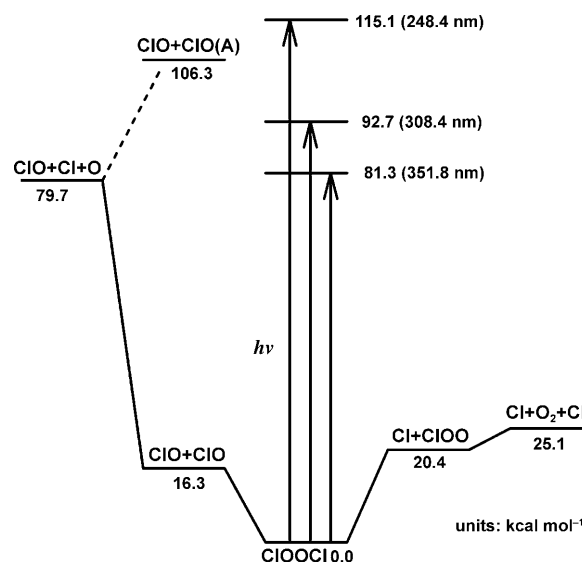 115.1 (248.4 nm)
ClO+ClO(A)
106.3
92.7 (308.4 nm)
ClO+Cl+O
79.7
81.3 (351.8 nm)
hν
Cl+O₂+Cl
25.1
Cl+ClOO
20.4
ClO+ClO
16.3
units: kcal mol⁻¹
ClOOCl 0.0